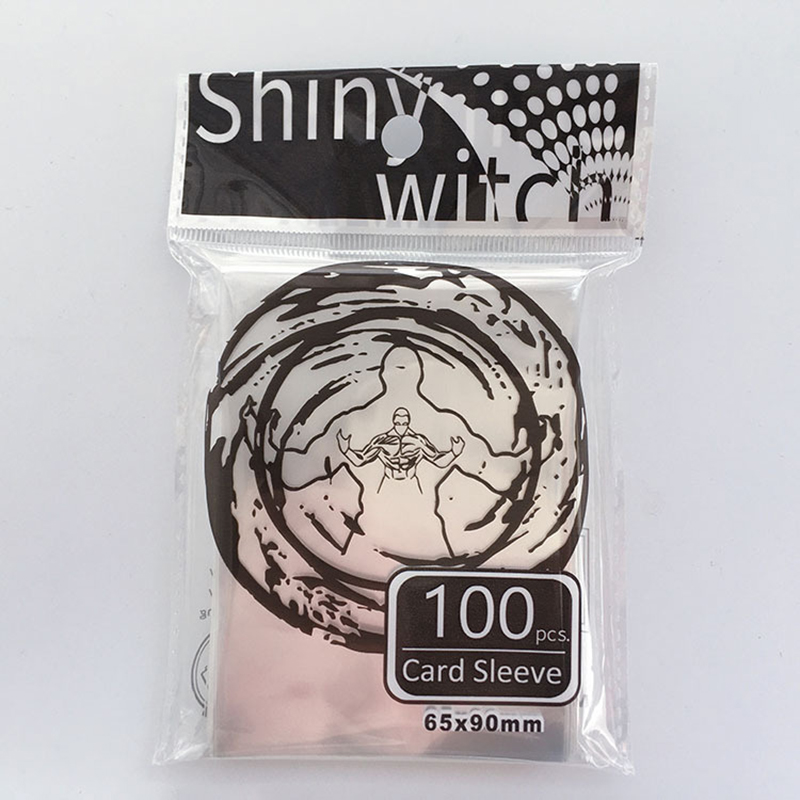 Shiny
witch
100 pcs.
Card Sleeve
65x90mm